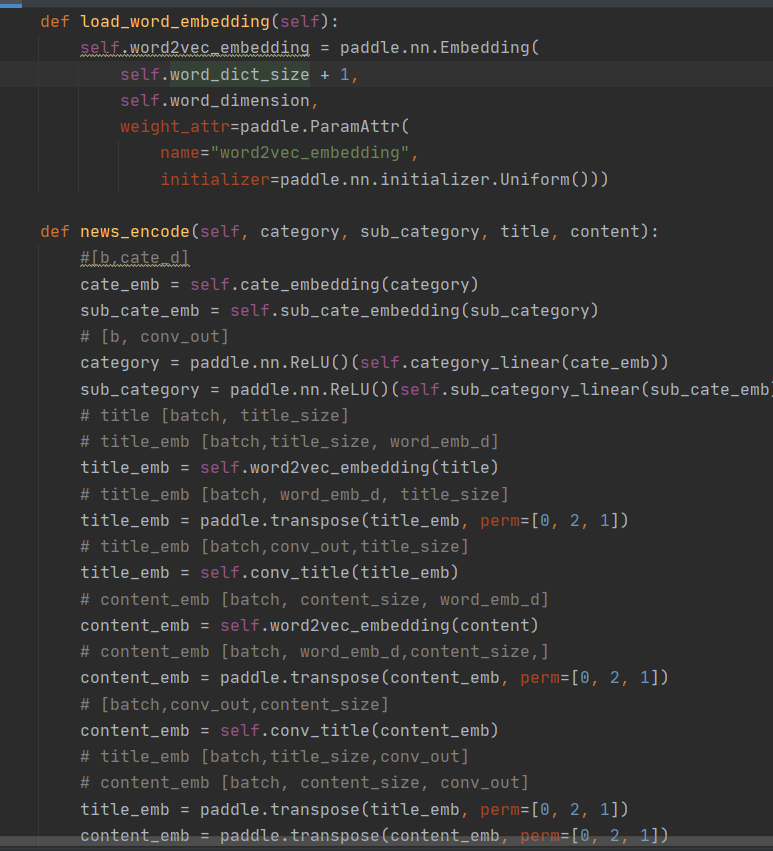 def load_word_embedding(self):
    self.word2vec_embedding = paddle.nn.Embedding(
        self.word_dict_size + 1,
        self.word_dimension,
        weight_attr=paddle.ParamAttr(
            name="word2vec_embedding",
            initializer=paddle.nn.initializer.Uniform()))
def news_encode(self, category, sub_category, title, content):
    #[b,cate_d]
    cate_emb = self.cate_embedding(category)
    sub_cate_emb = self.sub_cate_embedding(sub_category)
    # [b, conv_out]
    category = paddle.nn.ReLU()(self.category_linear(cate_emb))
    sub_category = paddle.nn.ReLU()(self.sub_category_linear(sub_cate_emb)
    # title [batch, title_size]
    # title_emb [batch,title_size, word_emb_d]
    title_emb = self.word2vec_embedding(title)
    # title_emb [batch, word_emb_d, title_size]
    title_emb = paddle.transpose(title_emb, perm=[0, 2, 1])
    # title_emb [batch,conv_out,title_size]
    title_emb = self.conv_title(title_emb)
    # content_emb [batch, content_size, word_emb_d]
    content_emb = self.word2vec_embedding(content)
    # content_emb [batch, word_emb_d,content_size,]
    content_emb = paddle.transpose(content_emb, perm=[0, 2, 1])
    # [batch,conv_out,content_size]
    content_emb = self.conv_title(content_emb)
    # title_emb [batch,title_size,conv_out]
    # content_emb [batch, content_size, conv_out]
    title_emb = paddle.transpose(title_emb, perm=[0, 2, 1])
    content_emb = paddle.transpose(content_emb, perm=[0, 2, 1])